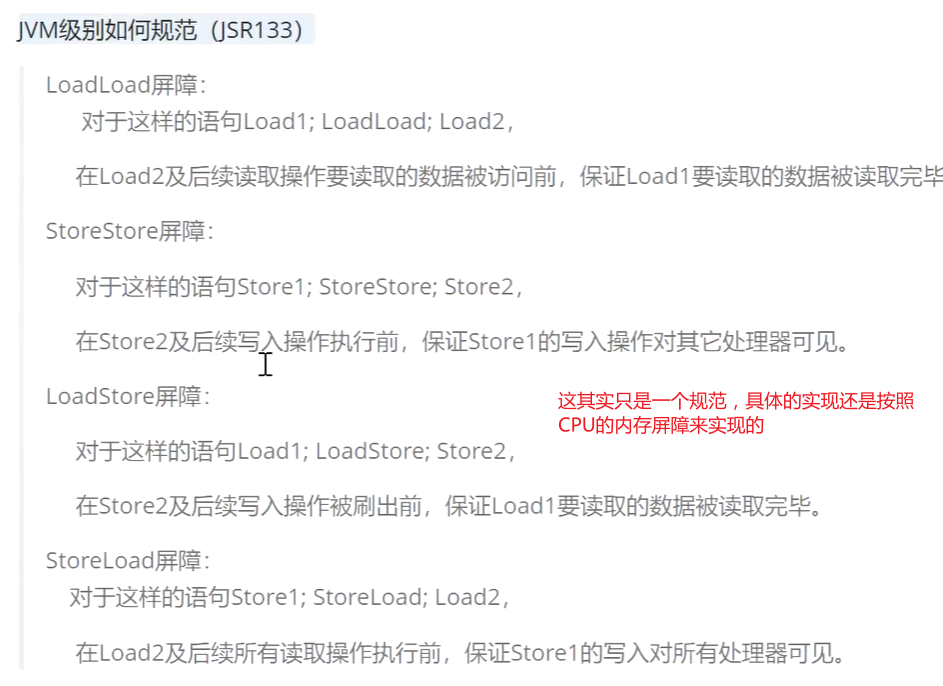 JVM级别如何规范（JSR133）
LoadLoad屏障：
对于这样的语句Load1; LoadLoad; Load2，
在Load2及后续读取操作要读取的数据被访问前，保证Load1要读取的数据被读取完毕
StoreStore屏障：
对于这样的语句Store1; StoreStore; Store2，
在Store2及后续写入操作执行前，保证Store1的写入操作对其它处理器可见。
LoadStore屏障：
这其实只是一个规范，具体的实现还是按照
CPU的内存屏障来实现的
对于这样的语句Load1; LoadStore; Store2，
在Store2及后续写入操作被刷出前，保证Load1要读取的数据被读取完毕。
StoreLoad屏障：
对于这样的语句Store1; StoreLoad; Load2，
在Load2及后续所有读取操作执行前，保证Store1的写入对所有处理器可见。